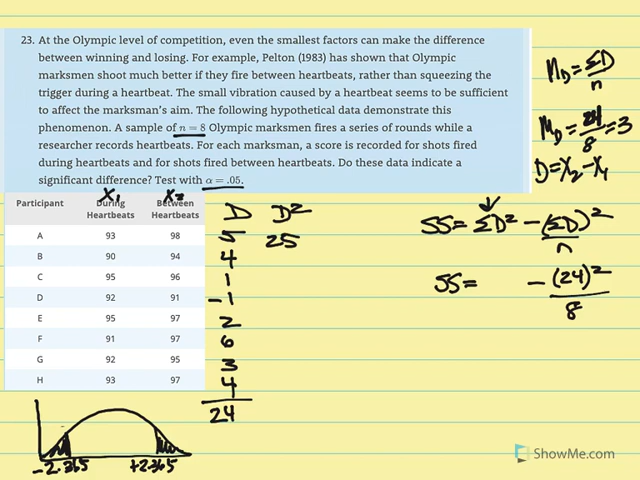 23. At the Olympic level of competition, even the smallest factors can make the difference
between winning and losing. For example, Pelton (1983) has shown that Olympic
marksmen shoot much better if they fire between heartbeats, rather than squeezing the
trigger during a heartbeat. The small vibration caused by a heartbeat seems to be sufficient
to affect the marksman's aim. The following hypothetical data demonstrate this
phenomenon. A sample of n = 8 Olympic marksmen fires a series of rounds while a
researcher records heartbeats. For each marksman, a score is recorded for shots fired
during heartbeats and for shots fired between heartbeats. Do these data indicate a
significant difference? Test with α = .05.
M_D = ΣD/n
M_D = 24/8 = 3
D = X₂ - X₁
X₁ X₂
Participant During Heartbeats Between Heartbeats D D²
A 93 98 5 25
B 90 94 4
C 95 96 1
D 92 91 -1
E 95 97 2
F 91 97 6
G 92 95 3
H 93 97 4
24
SS = ΣD² - (ΣD)²/n
SS = - (24)²/8
-2.365 +2.365
ShowMe.com